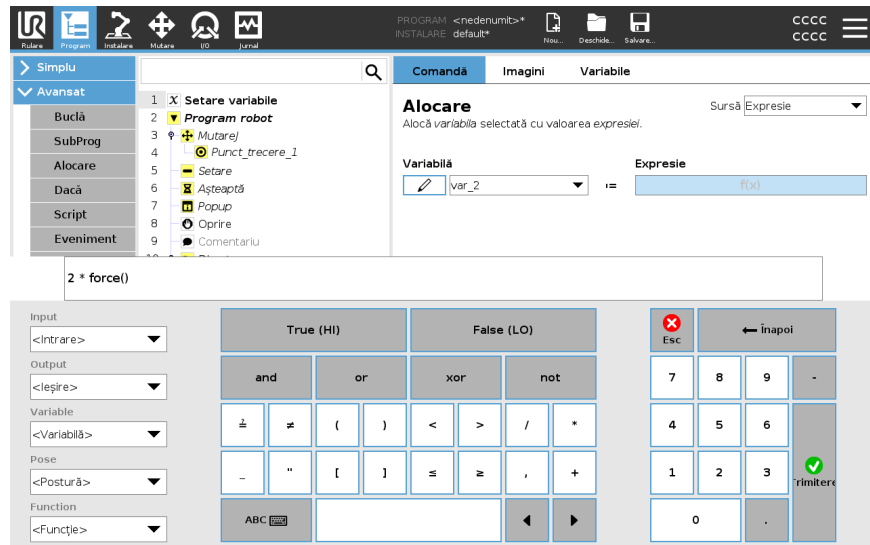 PROGRAM <nedenumit>*
INSTALARE default*
Rulare Program Instalare Mutare I/O Jurnal
Nou... Deschide... Salvare...
CCCC
CCCC
Simplu
Avansat
Buclă
SubProg
Alocare
Dacă
Script
Eveniment
1 X Setare variabile
2 Program robot
3 MutareJ
4 Punct_trecere_1
5 Setare
6 Așteaptă
7 Popup
8 Oprire
9 Comentariu
Comandă Imagini Variabile
Alocare
Sursă Expresie
Alocă variabila selectată cu valoarea expresiei.
Variabilă Expresie
var_2 := f(x)
2 * force()
Input
<Intrare>
Output
<Ieșire>
Variable
<Variabilă>
Pose
<Postură>
Function
<Funcție>
True (HI) False (LO)
and or xor not
≟ ≠ ( ) < > / *
_ " [ ] ≤ ≥ , +
ABC
Esc Înapoi
7 8 9 -
4 5 6
1 2 3
Trimitere
0 .